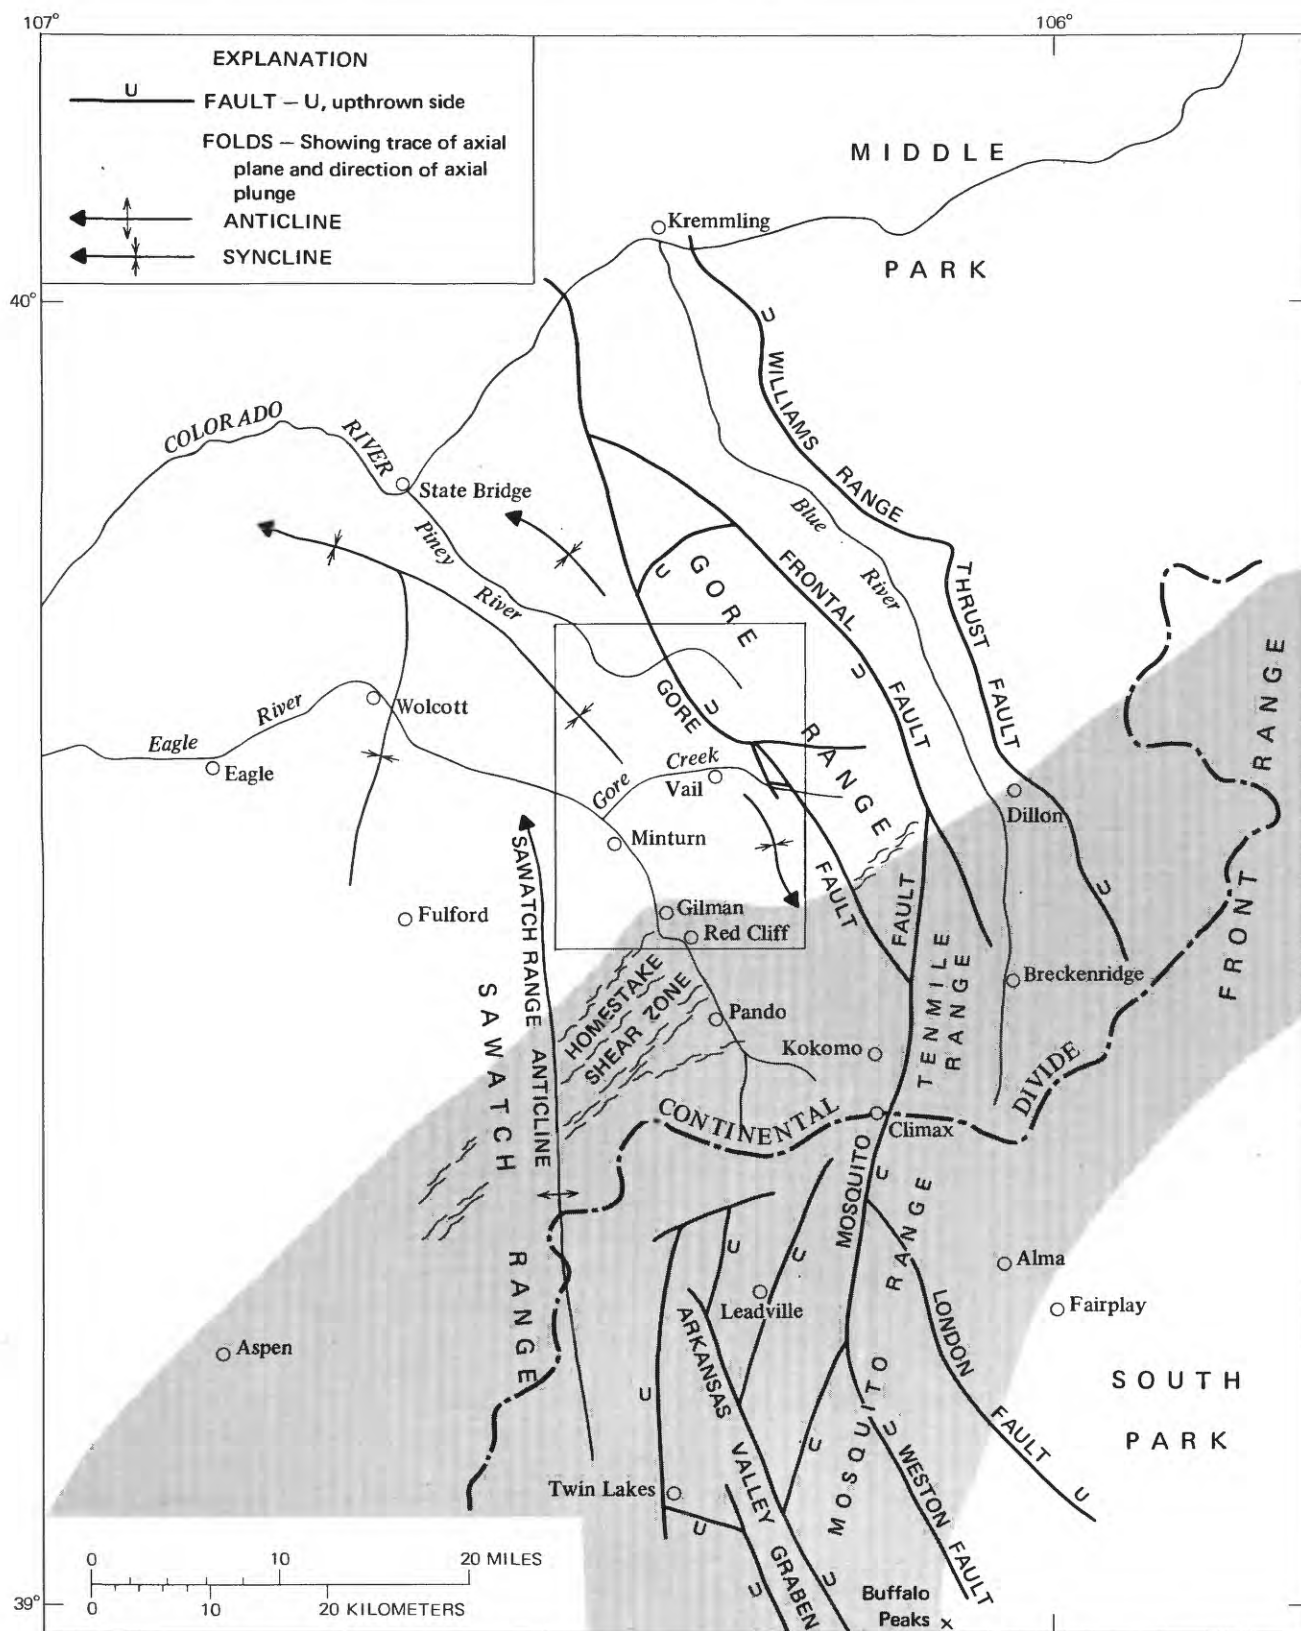 107°
106°
EXPLANATION
U
FAULT – U, upthrown side
FOLDS – Showing trace of axial
plane and direction of axial
plunge
ANTICLINE
SYNCLINE
MIDDLE
PARK
Kremmling
40°
U
WILLIAMS RANGE THRUST FAULT
COLORADO RIVER
State Bridge
Piney River
Blue River
U
GORE RANGE
FRONTAL FAULT
U
GORE FAULT
U
Wolcott
Eagle River
Eagle
Gore Creek
Vail
Minturn
Dillon
U
FRONT RANGE
Fulford
Gilman
Red Cliff
SAWATCH RANGE ANTICLINE
HOMESTAKE
SHEAR ZONE
Pando
Kokomo
TENMILE
RANGE
Breckenridge
CONTINENTAL DIVIDE
Climax
SAWATCH RANGE
MOSQUITO FAULT
U
MOSQUITO RANGE
U
U
Alma
Leadville
Fairplay
LONDON FAULT
U
Aspen
ARKANSAS VALLEY GRABEN
U
U
U
WESTON FAULT
SOUTH
PARK
Twin Lakes
U
U
U
Buffalo
Peaks x
0 10 20 MILES
0 10 20 KILOMETERS
39°